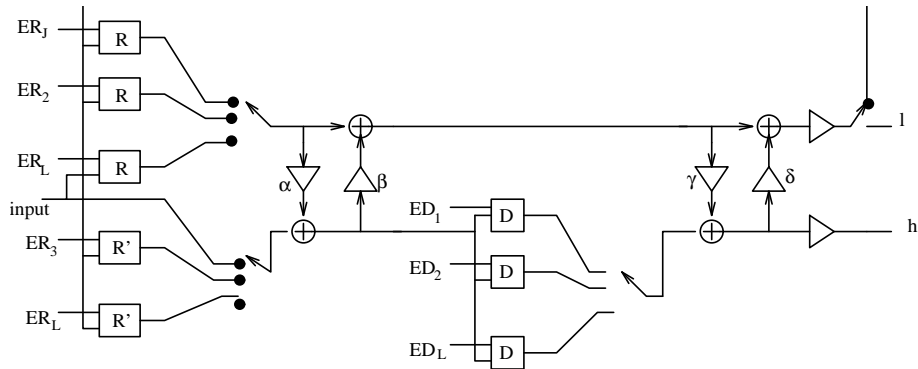 ER_J R
ER_2 R
ER_L R
input
ER_3 R'
ER_L R'
α β γ δ
ED_1 D
ED_2 D
ED_L D
l
h